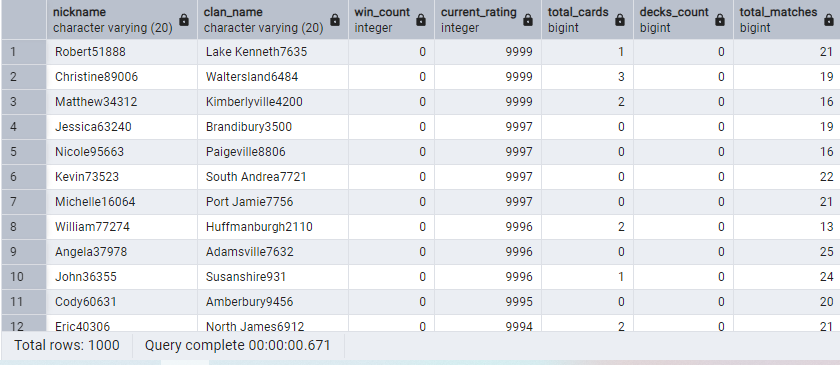 nickname clan_name win_count current_rating total_cards decks_count total_matches
character varying (20) character varying (20) integer integer bigint bigint bigint
1 Robert51888 Lake Kenneth7635 0 9999 1 0 21
2 Christine89006 Waltersland6484 0 9999 3 0 19
3 Matthew34312 Kimberlyville4200 0 9999 2 0 16
4 Jessica63240 Brandibury3500 0 9997 0 0 19
5 Nicole95663 Paigeville8806 0 9997 0 0 16
6 Kevin73523 South Andrea7721 0 9997 0 0 22
7 Michelle16064 Port Jamie7756 0 9997 0 0 21
8 William77274 Huffmanburgh2110 0 9996 2 0 13
9 Angela37978 Adamsville7632 0 9996 0 0 25
10 John36355 Susanshire931 0 9996 1 0 24
11 Cody60631 Amberbury9456 0 9995 0 0 20
12 Eric40306 North James6912 0 9994 2 0 21
Total rows: 1000 Query complete 00:00:00.671